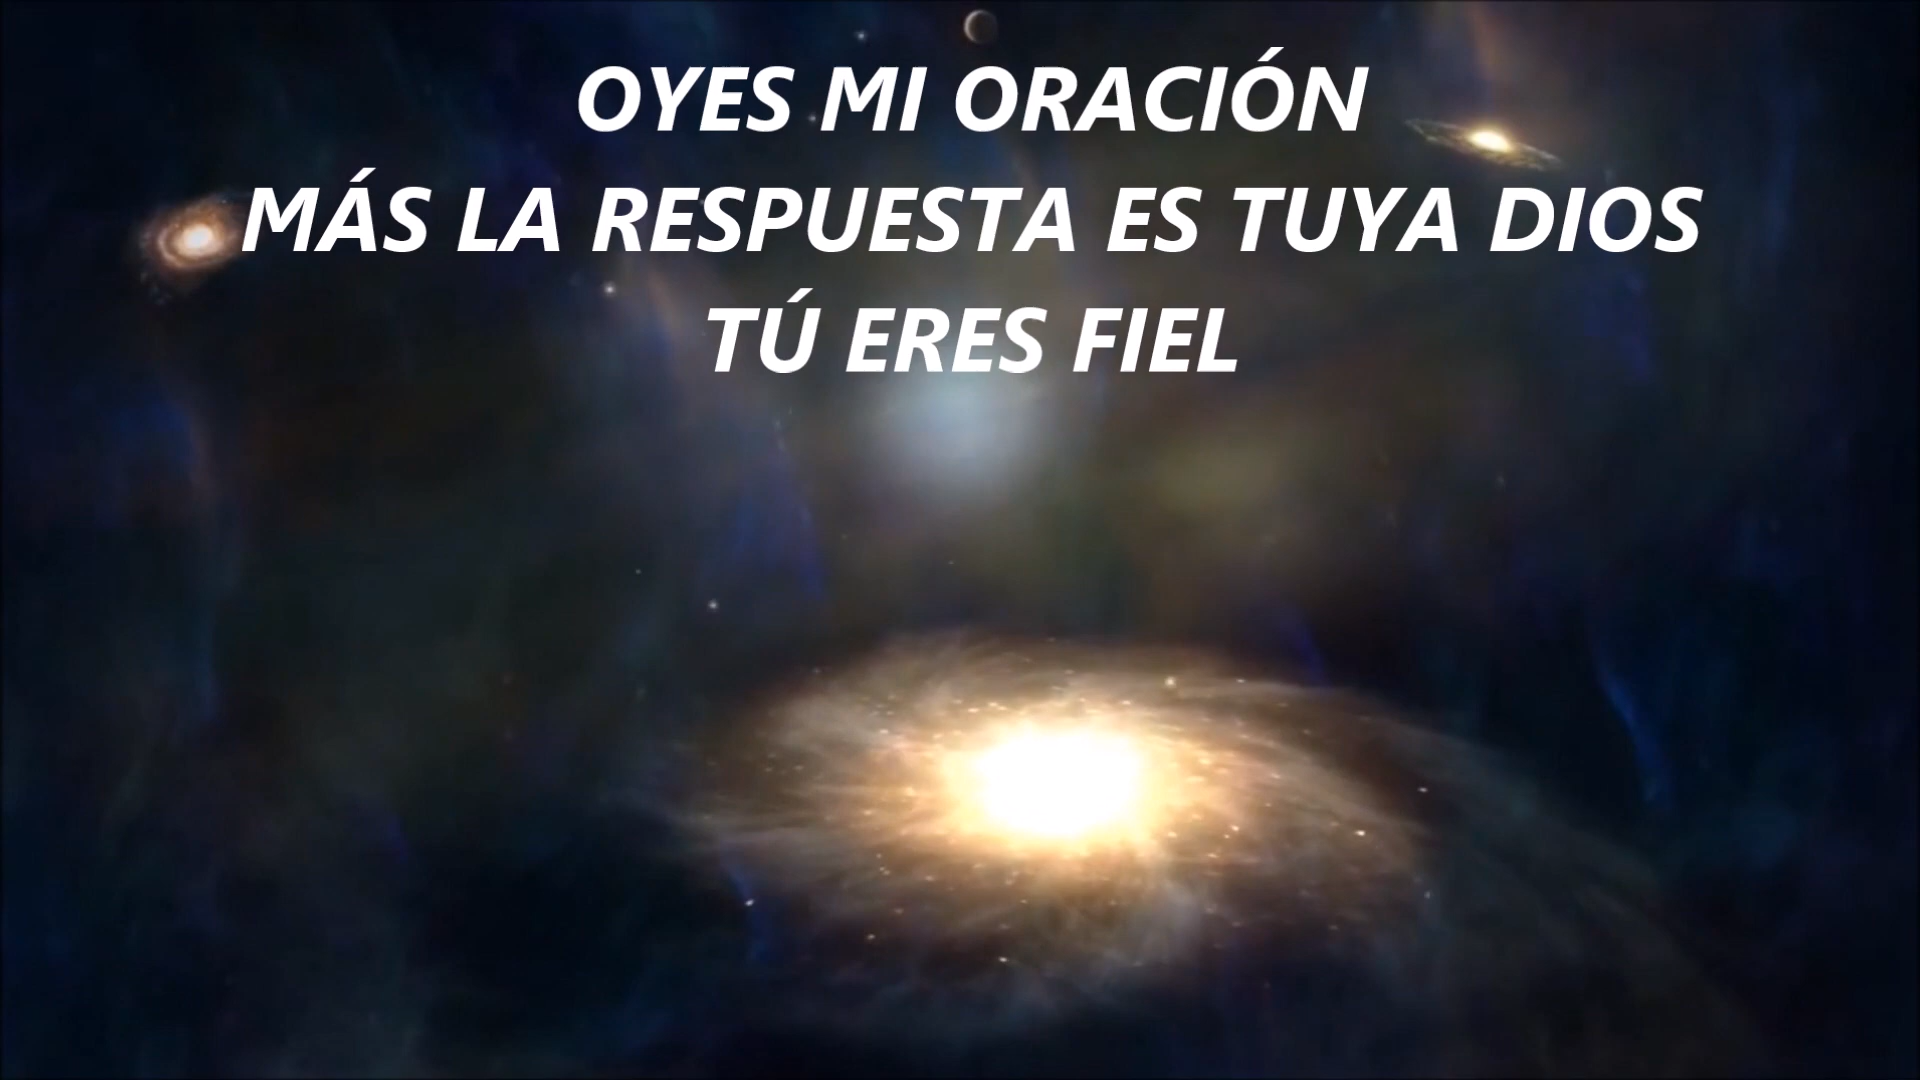 OYES MI ORACIÓN
MÁS LA RESPUESTA ES TUYA DIOS
TÚ ERES FIEL